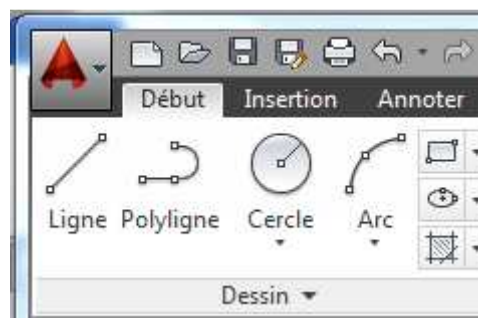 Début Insertion Annoter
Ligne Polyligne Cercle Arc
Dessin